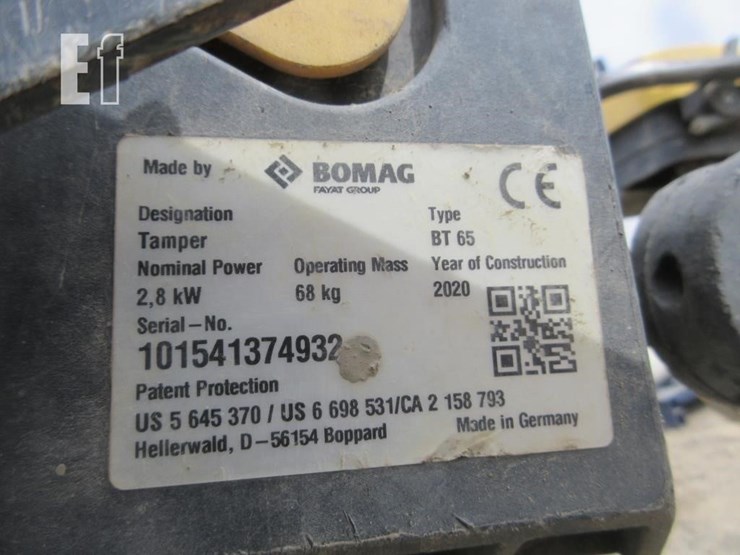 Ef
Made by BOMAG
FAYAT GROUP
CE
Designation Type
Tamper BT 65
Nominal Power Operating Mass Year of Construction
2,8 kW 68 kg 2020
Serial-No.
101541374932
Patent Protection
US 5 645 370 / US 6 698 531/CA 2 158 793
Hellerwald, D-56154 Boppard Made in Germany